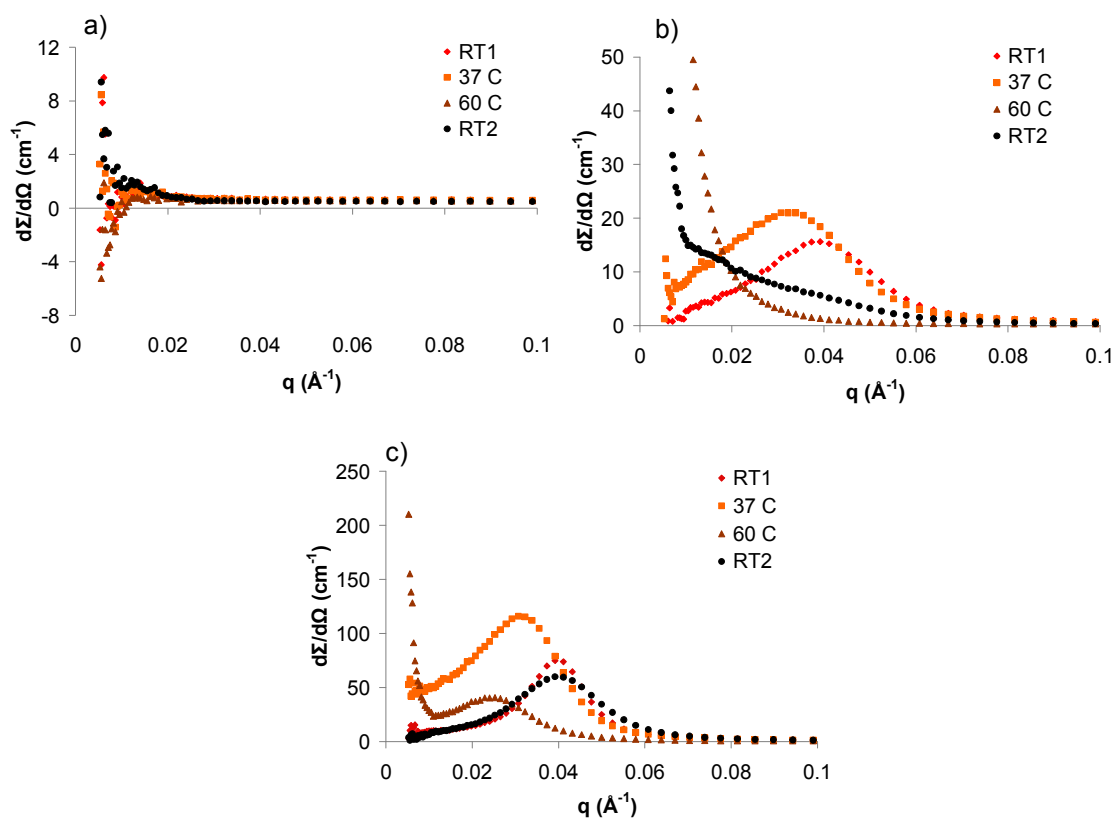 a)
12
8
4
0
-4
-8
dΣ/dΩ (cm⁻¹)
0 0.02 0.04 0.06 0.08 0.1
q (Å⁻¹)
RT1
37 C
60 C
RT2
b)
50
40
30
20
10
0
dΣ/dΩ (cm⁻¹)
0 0.02 0.04 0.06 0.08 0.1
q (Å⁻¹)
RT1
37 C
60 C
RT2
c)
250
200
150
100
50
0
dΣ/dΩ (cm⁻¹)
0 0.02 0.04 0.06 0.08 0.1
q (Å⁻¹)
RT1
37 C
60 C
RT2